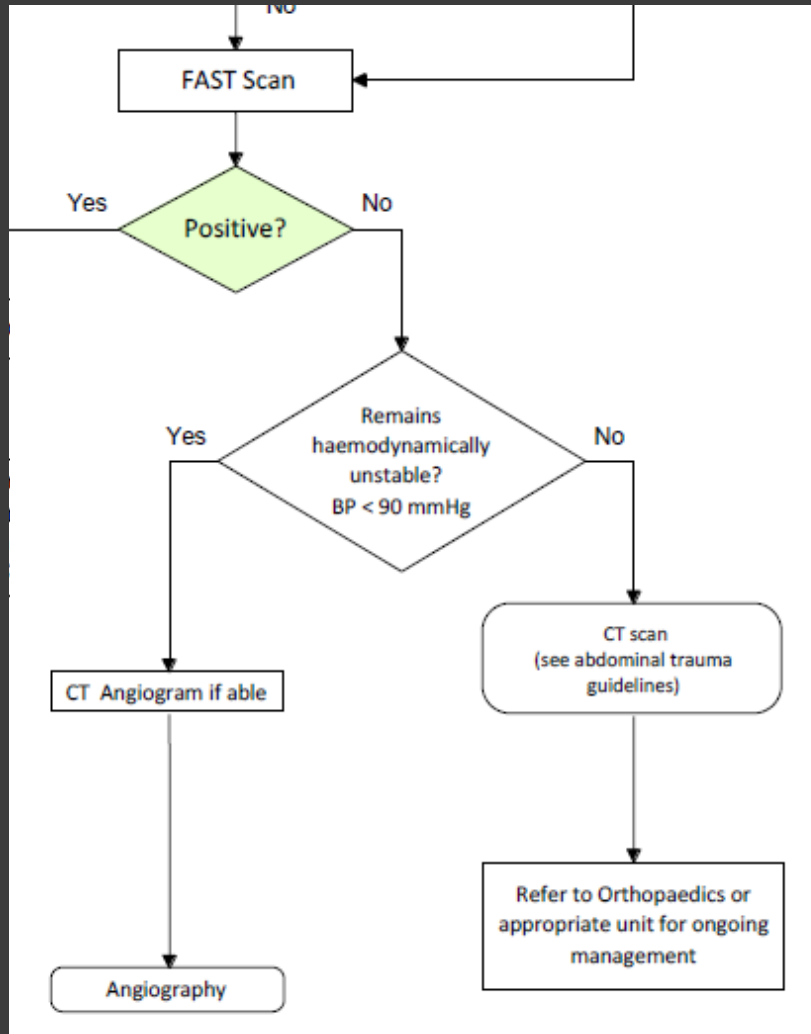 No
FAST Scan
Yes
Positive?
No
Remains
haemodynamically
unstable?
BP < 90 mmHg
Yes
No
CT scan
(see abdominal trauma
guidelines)
CT Angiogram if able
Refer to Orthopaedics or
appropriate unit for ongoing
management
Angiography